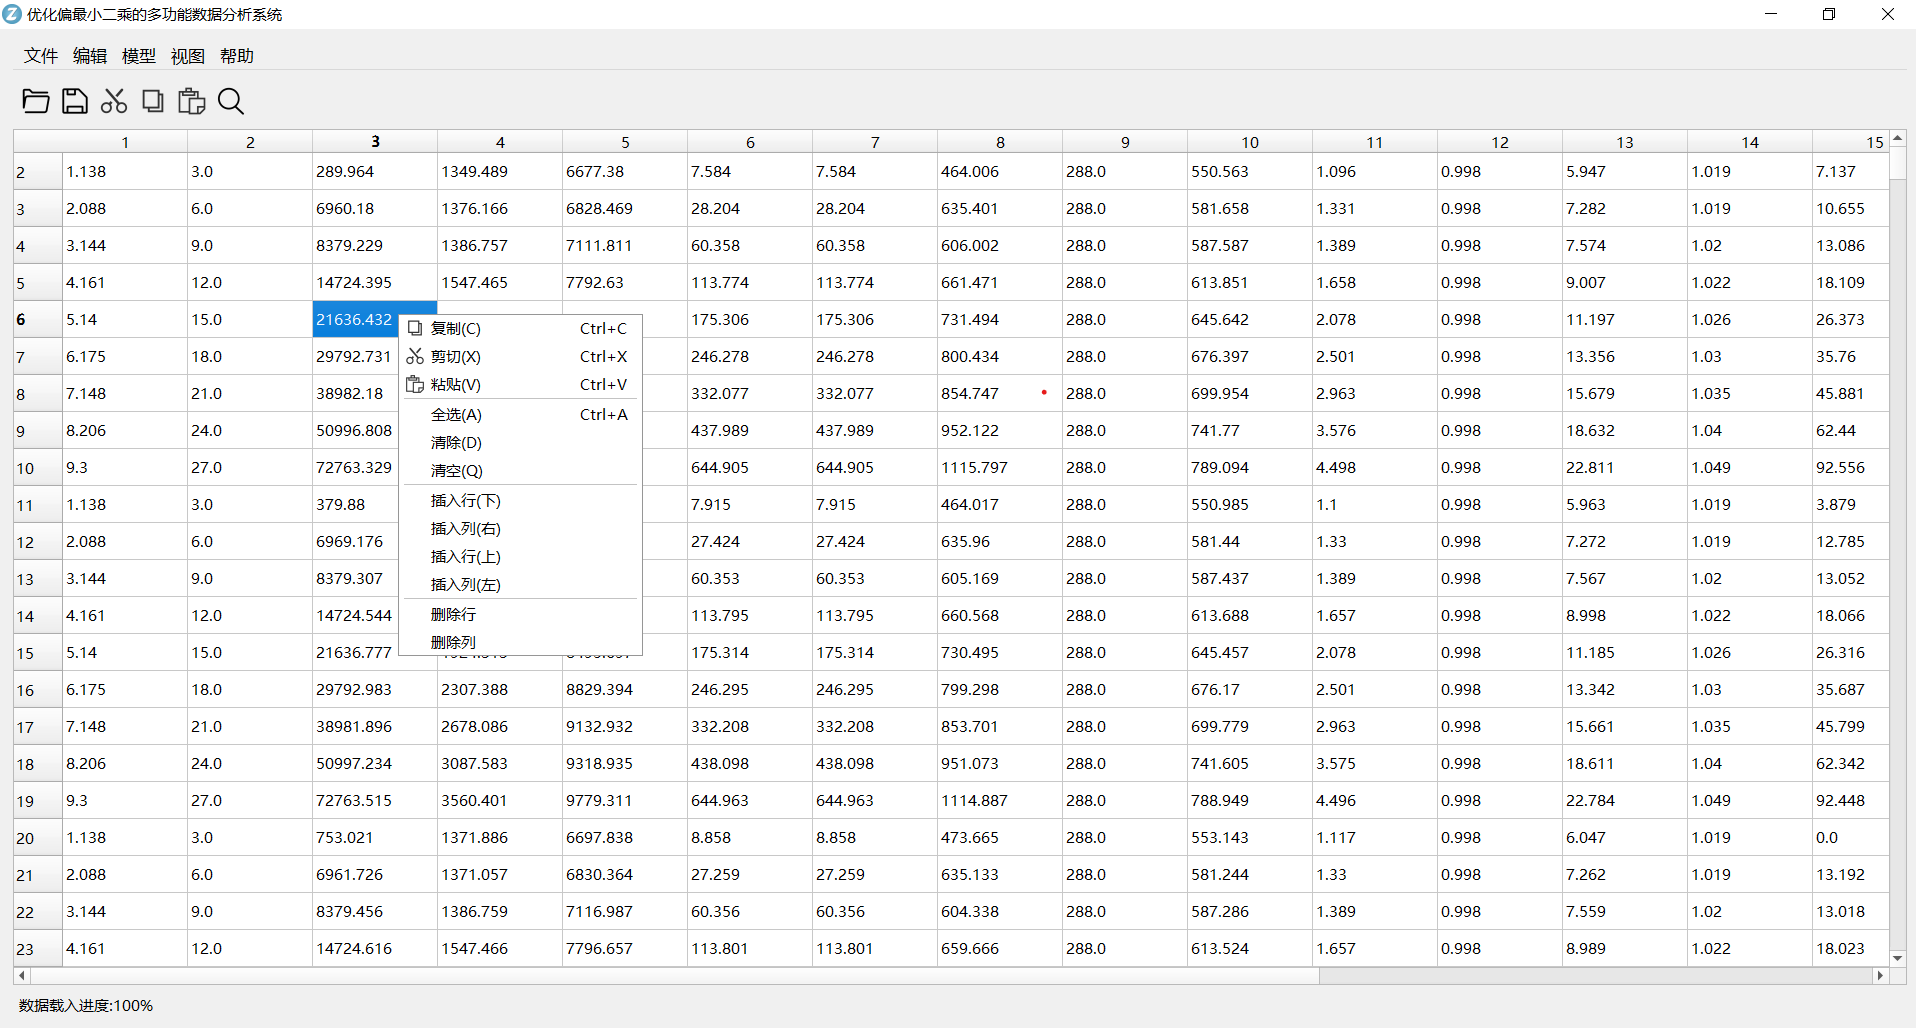 优化偏最小二乘的多功能数据分析系统
文件 编辑 模型 视图 帮助
1 2 3 4 5 6 7 8 9 10 11 12 13 14 15
2 1.138 3.0 289.964 1349.489 6677.38 7.584 7.584 464.006 288.0 550.563 1.096 0.998 5.947 1.019 7.137
3 2.088 6.0 6960.18 1376.166 6828.469 28.204 28.204 635.401 288.0 581.658 1.331 0.998 7.282 1.019 10.655
4 3.144 9.0 8379.229 1386.757 7111.811 60.358 60.358 606.002 288.0 587.587 1.389 0.998 7.574 1.02 13.086
5 4.161 12.0 14724.395 1547.465 7792.63 113.774 113.774 661.471 288.0 613.851 1.658 0.998 9.007 1.022 18.109
6 5.14 15.0 21636.432 175.306 175.306 731.494 288.0 645.642 2.078 0.998 11.197 1.026 26.373
7 6.175 18.0 29792.731 246.278 246.278 800.434 288.0 676.397 2.501 0.998 13.356 1.03 35.76
8 7.148 21.0 38982.18 332.077 332.077 854.747 288.0 699.954 2.963 0.998 15.679 1.035 45.881
9 8.206 24.0 50996.808 437.989 437.989 952.122 288.0 741.77 3.576 0.998 18.632 1.04 62.44
10 9.3 27.0 72763.329 644.905 644.905 1115.797 288.0 789.094 4.498 0.998 22.811 1.049 92.556
11 1.138 3.0 379.88 7.915 7.915 464.017 288.0 550.985 1.1 0.998 5.963 1.019 3.879
12 2.088 6.0 6969.176 27.424 27.424 635.96 288.0 581.44 1.33 0.998 7.272 1.019 12.785
13 3.144 9.0 8379.307 60.353 60.353 605.169 288.0 587.437 1.389 0.998 7.567 1.02 13.052
14 4.161 12.0 14724.544 113.795 113.795 660.568 288.0 613.688 1.657 0.998 8.998 1.022 18.066
15 5.14 15.0 21636.777 175.314 175.314 730.495 288.0 645.457 2.078 0.998 11.185 1.026 26.316
16 6.175 18.0 29792.983 2307.388 8829.394 246.295 246.295 799.298 288.0 676.17 2.501 0.998 13.342 1.03 35.687
17 7.148 21.0 38981.896 2678.086 9132.932 332.208 332.208 853.701 288.0 699.779 2.963 0.998 15.661 1.035 45.799
18 8.206 24.0 50997.234 3087.583 9318.935 438.098 438.098 951.073 288.0 741.605 3.575 0.998 18.611 1.04 62.342
19 9.3 27.0 72763.515 3560.401 9779.311 644.963 644.963 1114.887 288.0 788.949 4.496 0.998 22.784 1.049 92.448
20 1.138 3.0 753.021 1371.886 6697.838 8.858 8.858 473.665 288.0 553.143 1.117 0.998 6.047 1.019 0.0
21 2.088 6.0 6961.726 1371.057 6830.364 27.259 27.259 635.133 288.0 581.244 1.33 0.998 7.262 1.019 13.192
22 3.144 9.0 8379.456 1386.759 7116.987 60.356 60.356 604.338 288.0 587.286 1.389 0.998 7.559 1.02 13.018
23 4.161 12.0 14724.616 1547.466 7796.657 113.801 113.801 659.666 288.0 613.524 1.657 0.998 8.989 1.022 18.023
复制(C) Ctrl+C
剪切(X) Ctrl+X
粘贴(V) Ctrl+V
全选(A) Ctrl+A
清除(D)
清空(Q)
插入行(下)
插入列(右)
插入行(上)
插入列(左)
删除行
删除列
数据载入进度:100%